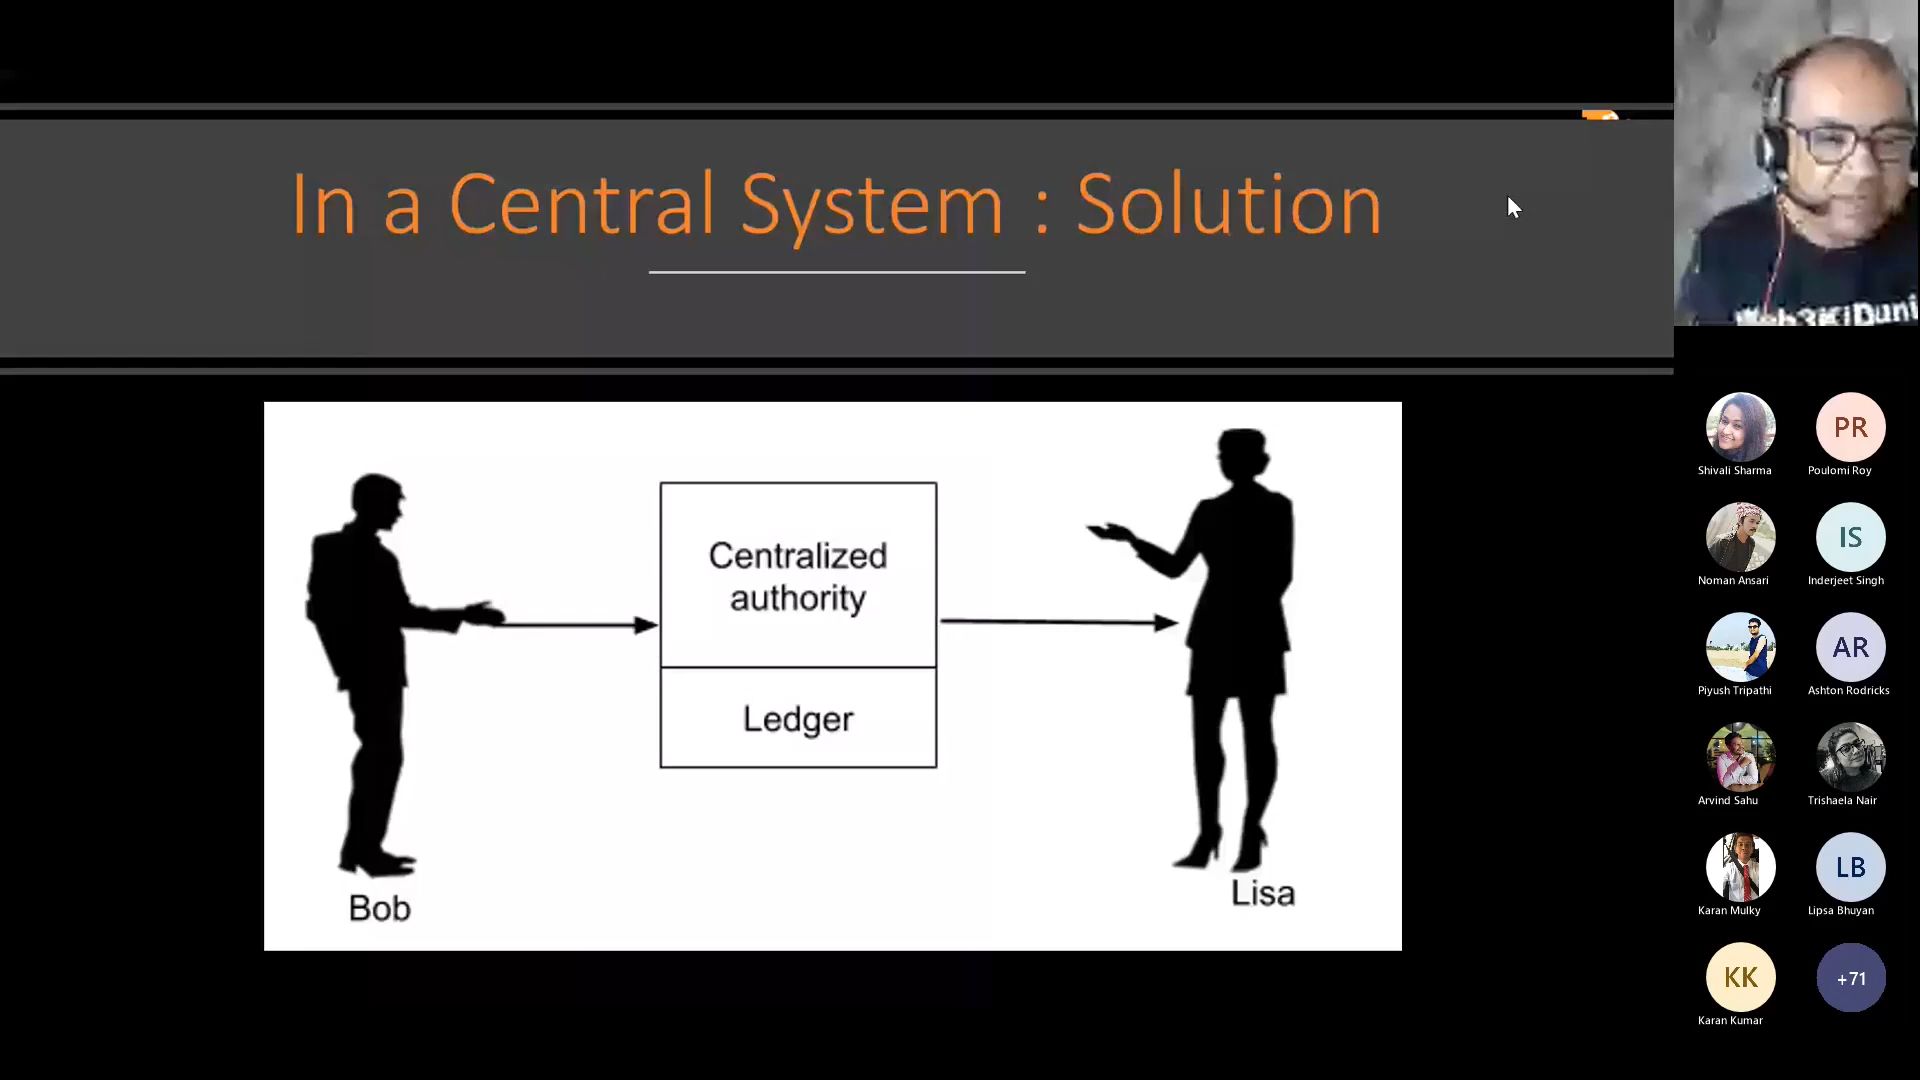 In a Central System : Solution
Centralized
authority
Ledger
Bob
Lisa
Shivali Sharma
PR
Poulomi Roy
Noman Ansari
IS
Inderjeet Singh
Piyush Tripathi
AR
Ashton Rodricks
Arvind Sahu
Trishaela Nair
Karan Mulky
LB
Lipsa Bhuyan
KK
Karan Kumar
+71